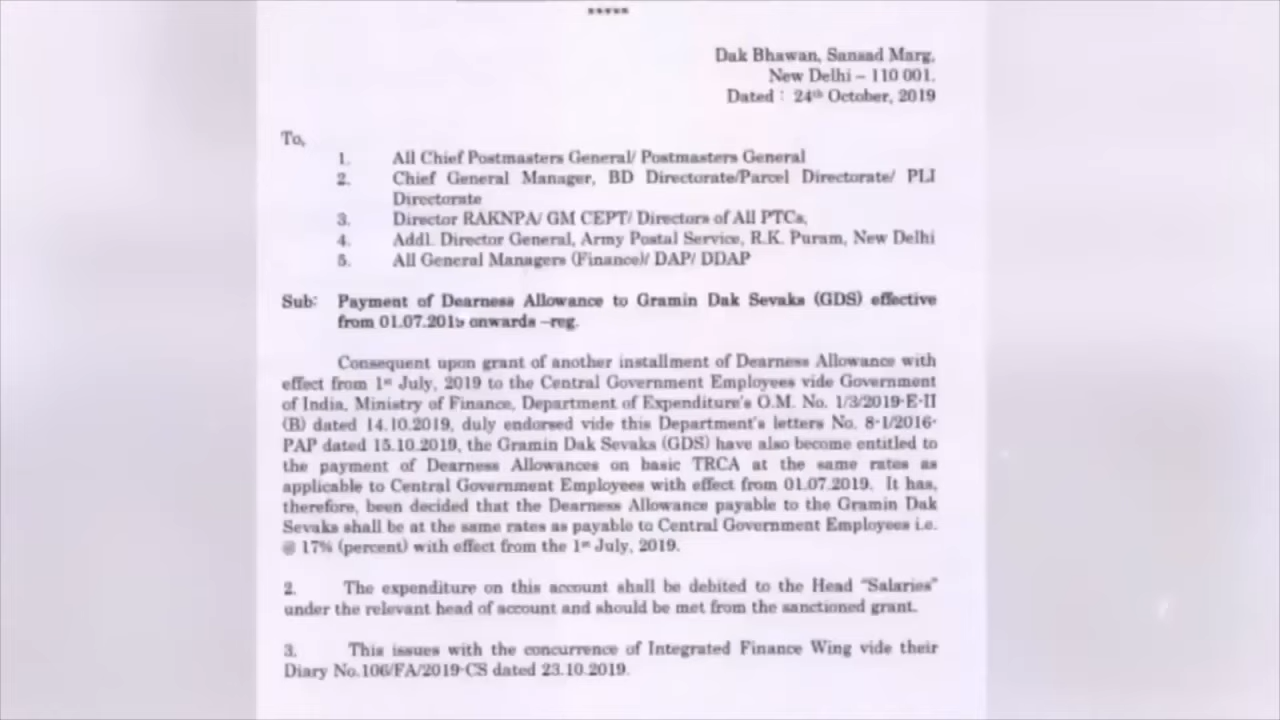 *****
Dak Bhawan, Sansad Marg,
New Delhi – 110 001.
Dated : 24th October, 2019
To,
1. All Chief Postmasters General/ Postmasters General
2. Chief General Manager, BD Directorate/Parcel Directorate/ PLI
Directorate
3. Director RAKNPA/ GM CEPT/ Directors of All PTCs,
4. Addl. Director General, Army Postal Service, R.K. Puram, New Delhi
5. All General Managers (Finance)/ DAP/ DDAP
Sub: Payment of Dearness Allowance to Gramin Dak Sevaks (GDS) effective
from 01.07.2019 onwards –reg.
Consequent upon grant of another installment of Dearness Allowance with
effect from 1st July, 2019 to the Central Government Employees vide Government
of India, Ministry of Finance, Department of Expenditure's O.M. No. 1/3/2019-E-II
(B) dated 14.10.2019, duly endorsed vide this Department's letters No. 8-1/2016-
PAP dated 15.10.2019, the Gramin Dak Sevaks (GDS) have also become entitled to
the payment of Dearness Allowances on basic TRCA at the same rates as
applicable to Central Government Employees with effect from 01.07.2019. It has,
therefore, been decided that the Dearness Allowance payable to the Gramin Dak
Sevaks shall be at the same rates as payable to Central Government Employees i.e.
@ 17% (percent) with effect from the 1st July, 2019.
2. The expenditure on this account shall be debited to the Head "Salaries"
under the relevant head of account and should be met from the sanctioned grant.
3. This issues with the concurrence of Integrated Finance Wing vide their
Diary No.106/FA/2019-CS dated 23.10.2019.